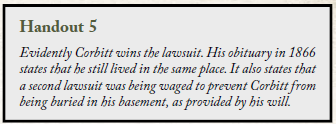 Handout 5
Evidently Corbitt wins the lawsuit. His obituary in 1866
states that he still lived in the same place. It also states that
a second lawsuit was being waged to prevent Corbitt from
being buried in his basement, as provided by his will.